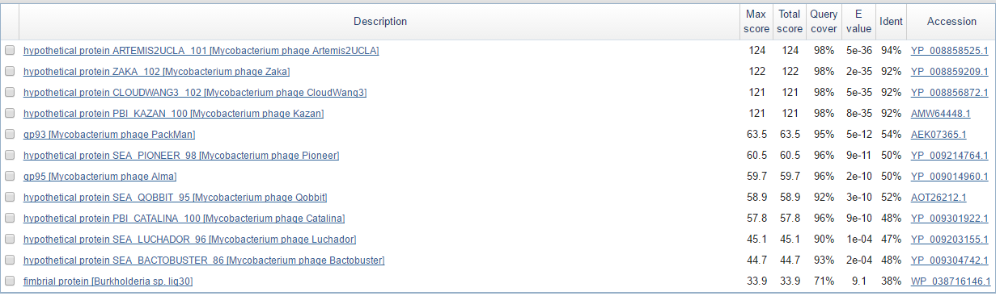 Description Max score Total score Query cover E value Ident Accession
hypothetical protein ARTEMIS2UCLA_101 [Mycobacterium phage Artemis2UCLA] 124 124 98% 5e-36 94% YP_008858525.1
hypothetical protein ZAKA_102 [Mycobacterium phage Zaka] 122 122 98% 2e-35 92% YP_008859209.1
hypothetical protein CLOUDWANG3_102 [Mycobacterium phage CloudWang3] 121 121 98% 5e-35 92% YP_008856872.1
hypothetical protein PBI_KAZAN_100 [Mycobacterium phage Kazan] 121 121 98% 8e-35 92% AMW64448.1
gp93 [Mycobacterium phage PackMan] 63.5 63.5 95% 5e-12 54% AEK07365.1
hypothetical protein SEA_PIONEER_98 [Mycobacterium phage Pioneer] 60.5 60.5 96% 9e-11 50% YP_009214764.1
gp95 [Mycobacterium phage Alma] 59.7 59.7 96% 2e-10 50% YP_009014960.1
hypothetical protein SEA_QOBBIT_95 [Mycobacterium phage Qobbit] 58.9 58.9 92% 3e-10 52% AOT26212.1
hypothetical protein PBI_CATALINA_100 [Mycobacterium phage Catalina] 57.8 57.8 96% 9e-10 48% YP_009301922.1
hypothetical protein SEA_LUCHADOR_96 [Mycobacterium phage Luchador] 45.1 45.1 90% 1e-04 47% YP_009203155.1
hypothetical protein SEA_BACTOBUSTER_86 [Mycobacterium phage Bactobuster] 44.7 44.7 93% 2e-04 48% YP_009304742.1
fimbrial protein [Burkholderia sp. lig30] 33.9 33.9 71% 9.1 38% WP_038716146.1